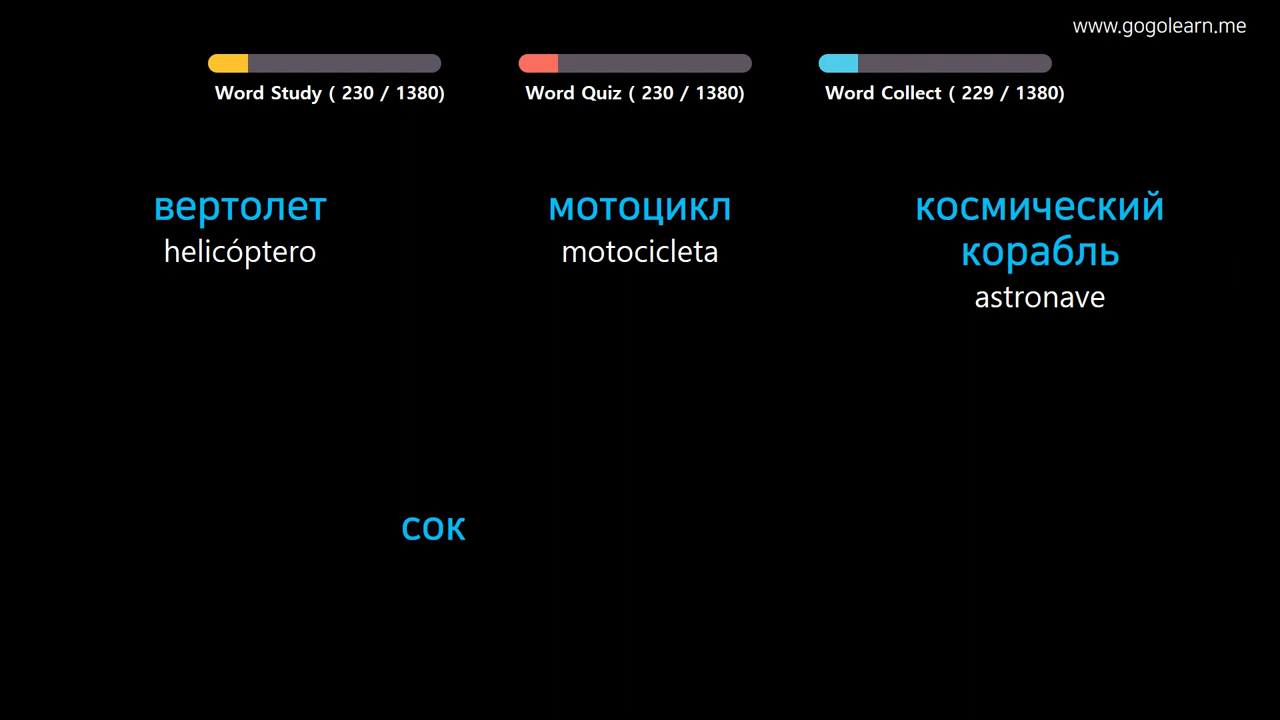 www.gogolearn.me
Word Study ( 230 / 1380)
Word Quiz ( 230 / 1380)
Word Collect ( 229 / 1380)
вертолет
helicóptero
мотоцикл
motocicleta
космический
корабль
astronave
сок